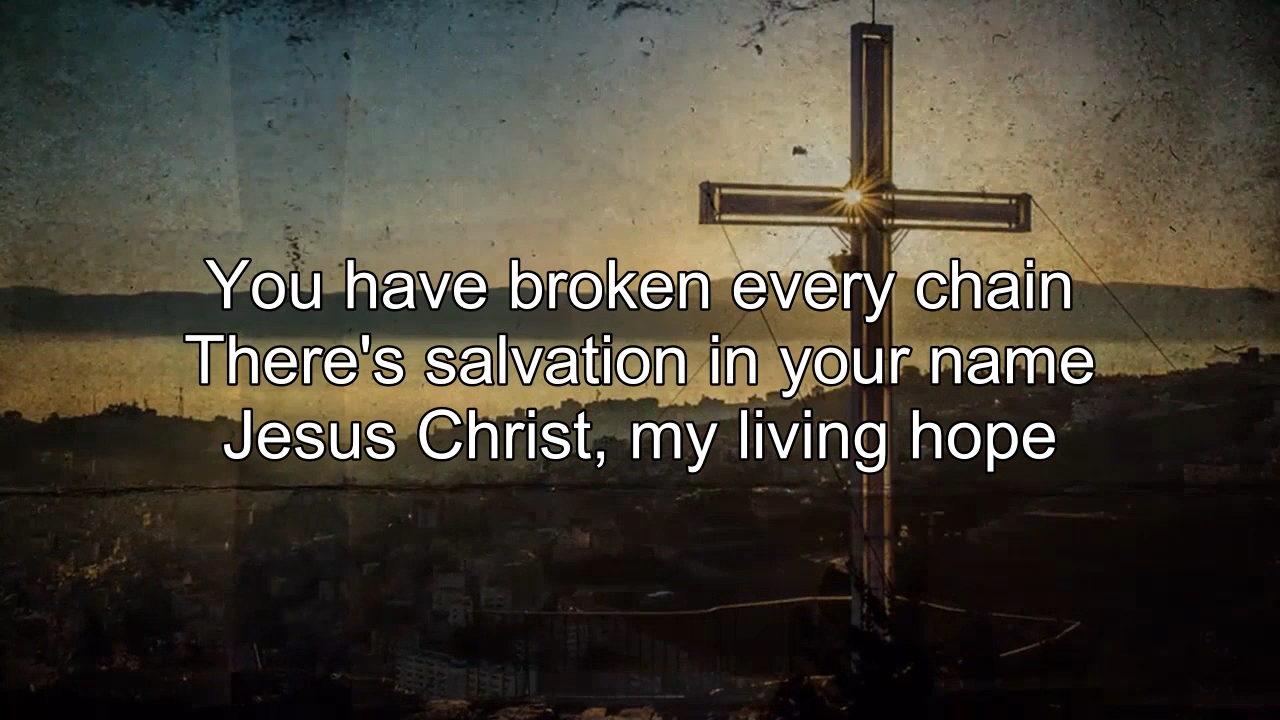 You have broken every chain
There's salvation in your name
Jesus Christ, my living hope